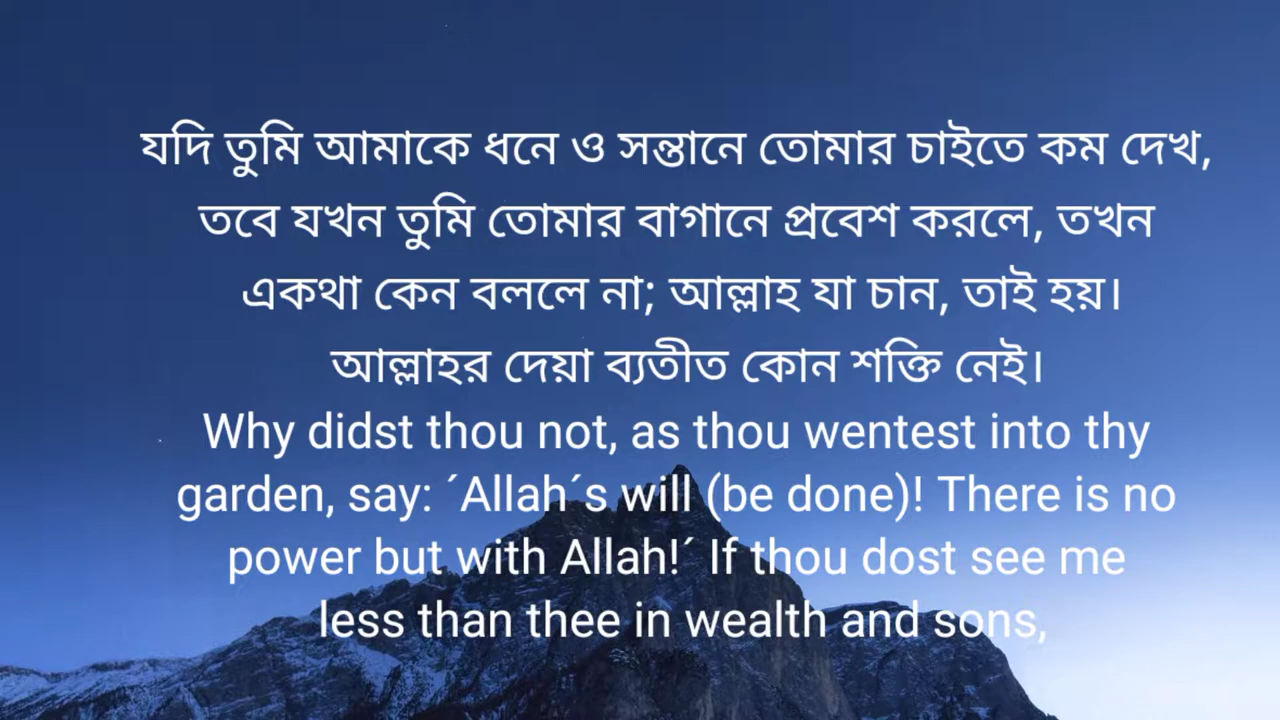 যদি তুমি আমাকে ধনে ও সন্তানে তোমার চাইতে কম দেখ,
তবে যখন তুমি তোমার বাগানে প্রবেশ করলে, তখন
একথা কেন বললে না; আল্লাহ যা চান, তাই হয়।
আল্লাহর দেয়া ব্যতীত কোন শক্তি নেই।
Why didst thou not, as thou wentest into thy
garden, say: ´Allah´s will (be done)! There is no
power but with Allah!´ If thou dost see me
less than thee in wealth and sons,